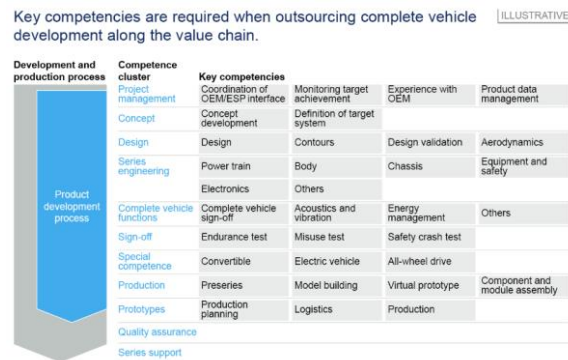 Key competencies are required when outsourcing complete vehicle
development along the value chain.
ILLUSTRATIVE
Development and
production process
Competence
cluster
Key competencies
Project
management
Coordination of
OEM/ESP interface
Monitoring target
achievement
Experience with
OEM
Product data
management
Concept
Concept
development
Definition of target
system
Design
Design
Contours
Design validation
Aerodynamics
Series
engineering
Power train
Body
Chassis
Equipment and
safety
Electronics
Others
Product
development
process
Complete vehicle
functions
Complete vehicle
sign-off
Acoustics and
vibration
Energy
management
Others
Sign-off
Endurance test
Misuse test
Safety crash test
Special
competence
Convertible
Electric vehicle
All-wheel drive
Production
Preseries
Model building
Virtual prototype
Component and
module assembly
Prototypes
Production
planning
Logistics
Production
Quality assurance
Series support